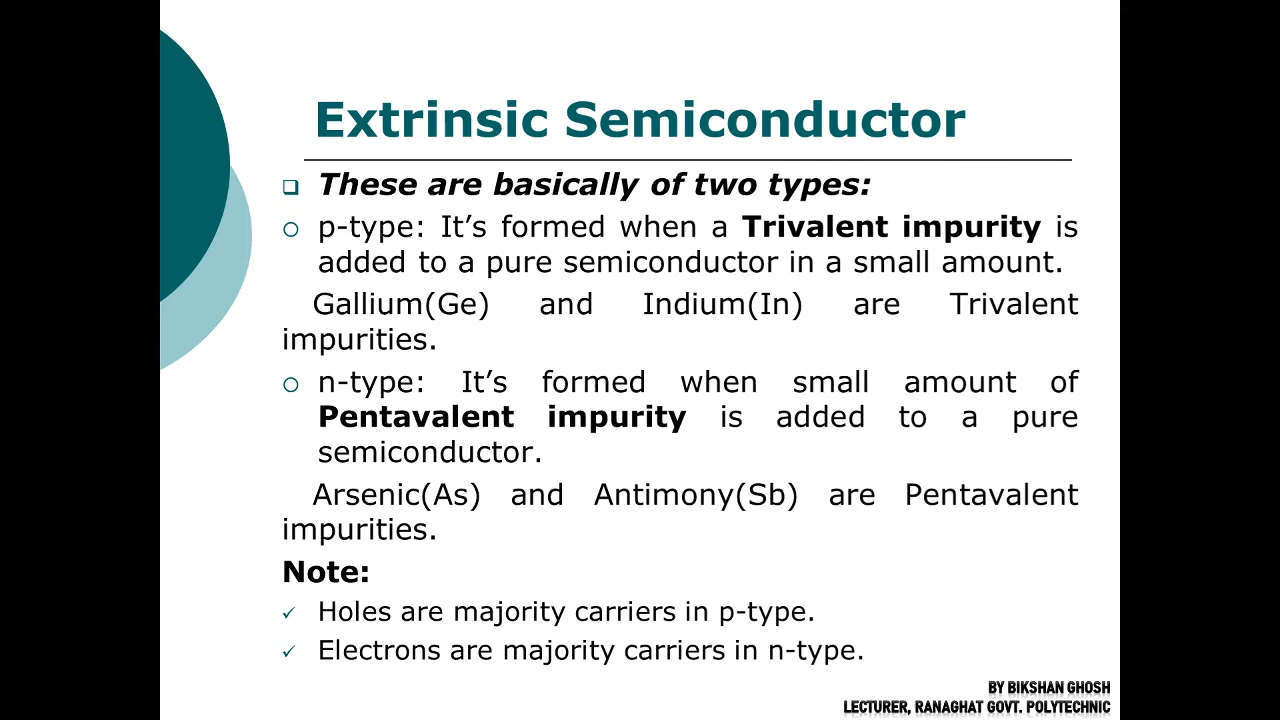 Extrinsic Semiconductor
These are basically of two types:
p-type: It’s formed when a Trivalent impurity is
added to a pure semiconductor in a small amount.
Gallium(Ge) and Indium(In) are Trivalent
impurities.
n-type: It’s formed when small amount of
Pentavalent impurity is added to a pure
semiconductor.
Arsenic(As) and Antimony(Sb) are Pentavalent
impurities.
Note:
Holes are majority carriers in p-type.
Electrons are majority carriers in n-type.
BY BIKSHAN GHOSH
LECTURER, RANAGHAT GOVT. POLYTECHNIC